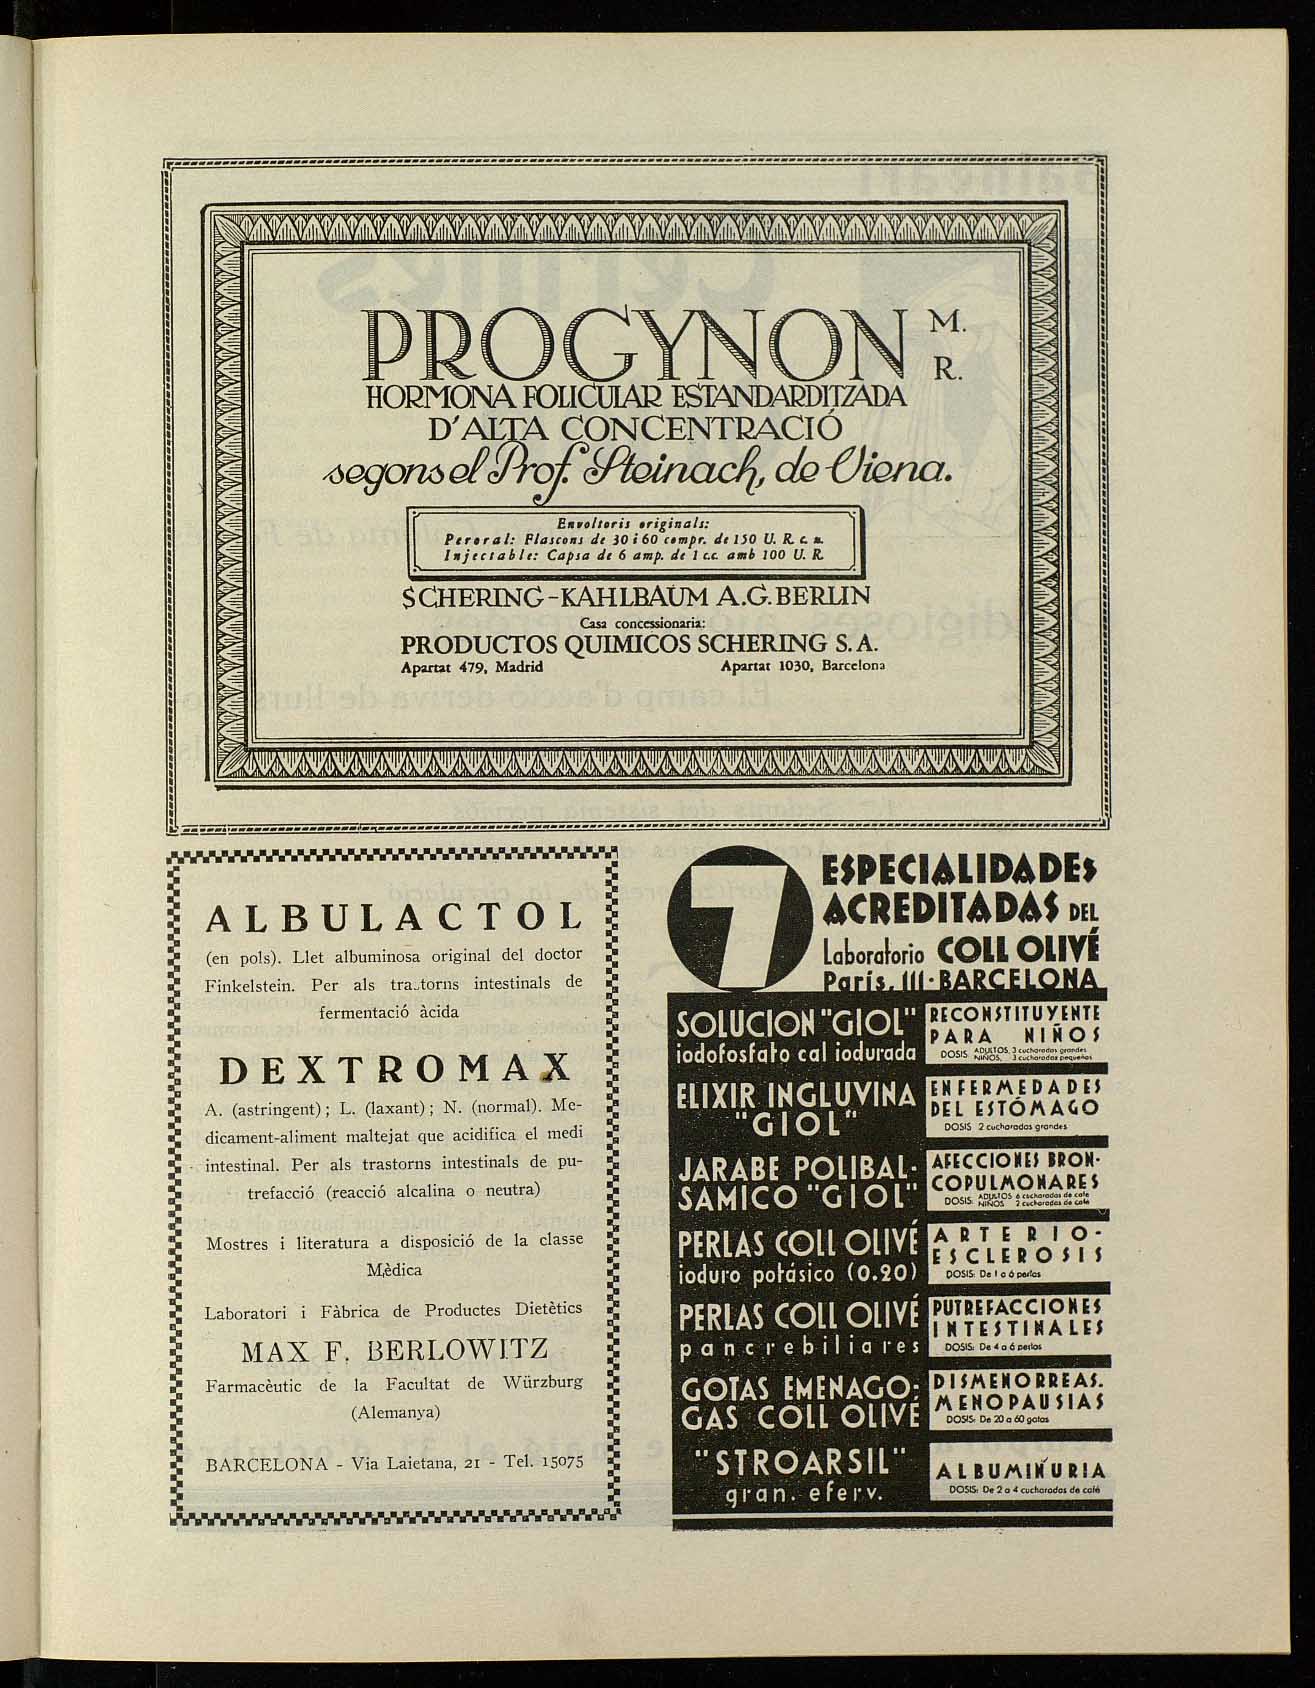 PROGYNON M. R.
HORMONA FOLICULAR ESTANDARDITZADA
D'ALTA CONCENTRACIÓ
segons el Prof. Steinach, de Viena.
Envoltoris originals:
Peroral: Flascons de 30 i 60 compr. de 150 U. R. c. u.
Injectable: Capsa de 6 amp. de 1 c.c. amb 100 U. R.
SCHERING-KAHLBAUM A.G. BERLIN
Casa concessionaria:
PRODUCTOS QUIMICOS SCHERING S. A.
Apartat 479, Madrid Apartat 1030, Barcelona
ALBULACTOL
(en pols). Llet albuminosa original del doctor
Finkelstein. Per als trastorns intestinals de
fermentació àcida
DEXTROMAX
A. (astringent); L. (laxant); N. (normal). Me-
dicament-aliment maltejat que acidifica el medi
intestinal. Per als trastorns intestinals de pu-
trefacció (reacció alcalina o neutra)
Mostres i literatura a disposició de la classe
Mèdica
Laboratori i Fàbrica de Productes Dietètics
MAX F. BERLOWITZ
Farmacèutic de la Facultat de Würzburg
(Alemanya)
BARCELONA - Via Laietana, 21 - Tel. 15075
7 ESPECIALIDADES
ACREDITADAS DEL
Laboratorio COLL OLIVÉ
París, 111 · BARCELONA
SOLUCION "GIOL"
iodofosfato cal iodurada
RECONSTITUYENTE
PARA NIÑOS
DOSIS ADULTOS, 3 cucharadas grandes
NIÑOS, 3 cucharadas pequeñas
ELIXIR INGLUVINA
"GIOL"
ENFERMEDADES
DEL ESTÓMAGO
DOSIS 2 cucharadas grandes
JARABE POLIBAL-
SAMICO "GIOL"
AFECCIONES BRON-
COPULMONARES
DOSIS: ADULTOS 6 cucharadas de café
NIÑOS 2 cucharadas de café
PERLAS COLL OLIVÉ
ioduro potásico (0.20)
ARTERIO-
ESCLEROSIS
DOSIS: De 1 a 6 perlas
PERLAS COLL OLIVÉ
pancrebiliares
PUTREFACCIONES
INTESTINALES
DOSIS: De 4 a 6 perlas
GOTAS EMENAGO-
GAS COLL OLIVÉ
DISMENORREAS.
MENOPAUSIAS
DOSIS: De 20 a 60 gotas
"STROARSIL"
gran. eferv.
ALBUMINURIA
DOSIS: De 2 a 4 cucharadas de café